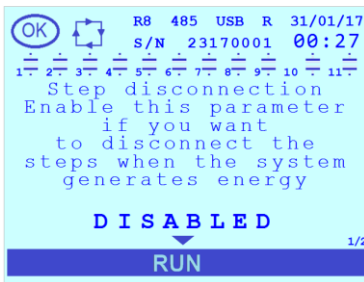 OK R8 485 USB R 31/01/17
S/N 23170001 00:27
1 2 3 4 5 6 7 8 9 10 11
Step disconnection
Enable this parameter
if you want
to disconnect the
steps when the system
generates energy
DISABLED
1/2
RUN